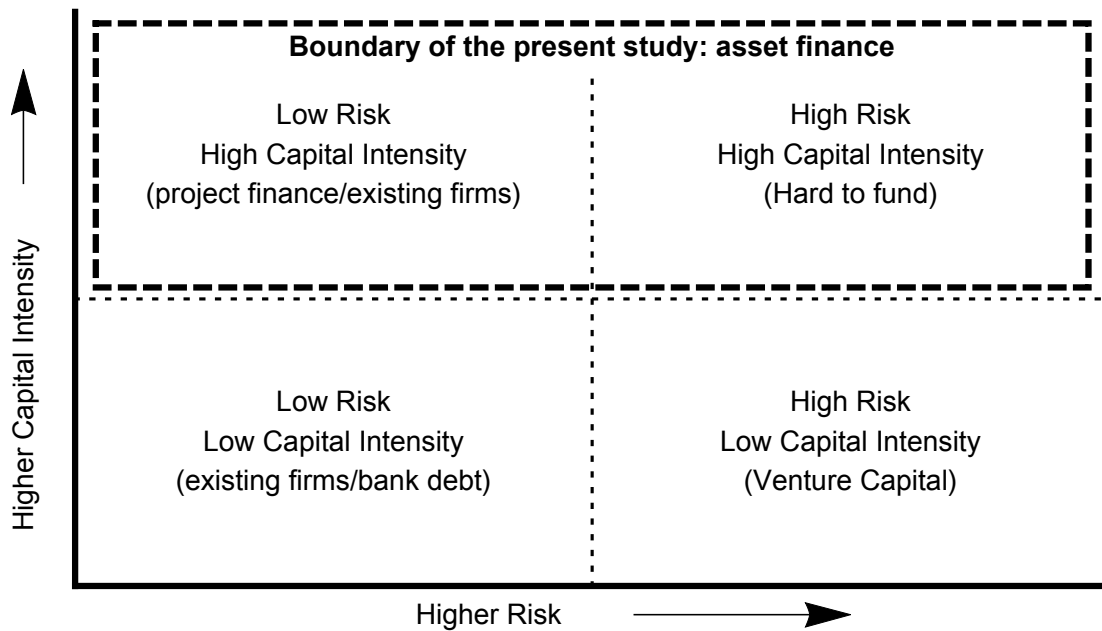 Boundary of the present study: asset finance
Low Risk
High Capital Intensity
(project finance/existing firms)
High Risk
High Capital Intensity
(Hard to fund)
Low Risk
Low Capital Intensity
(existing firms/bank debt)
High Risk
Low Capital Intensity
(Venture Capital)
Higher Capital Intensity
Higher Risk